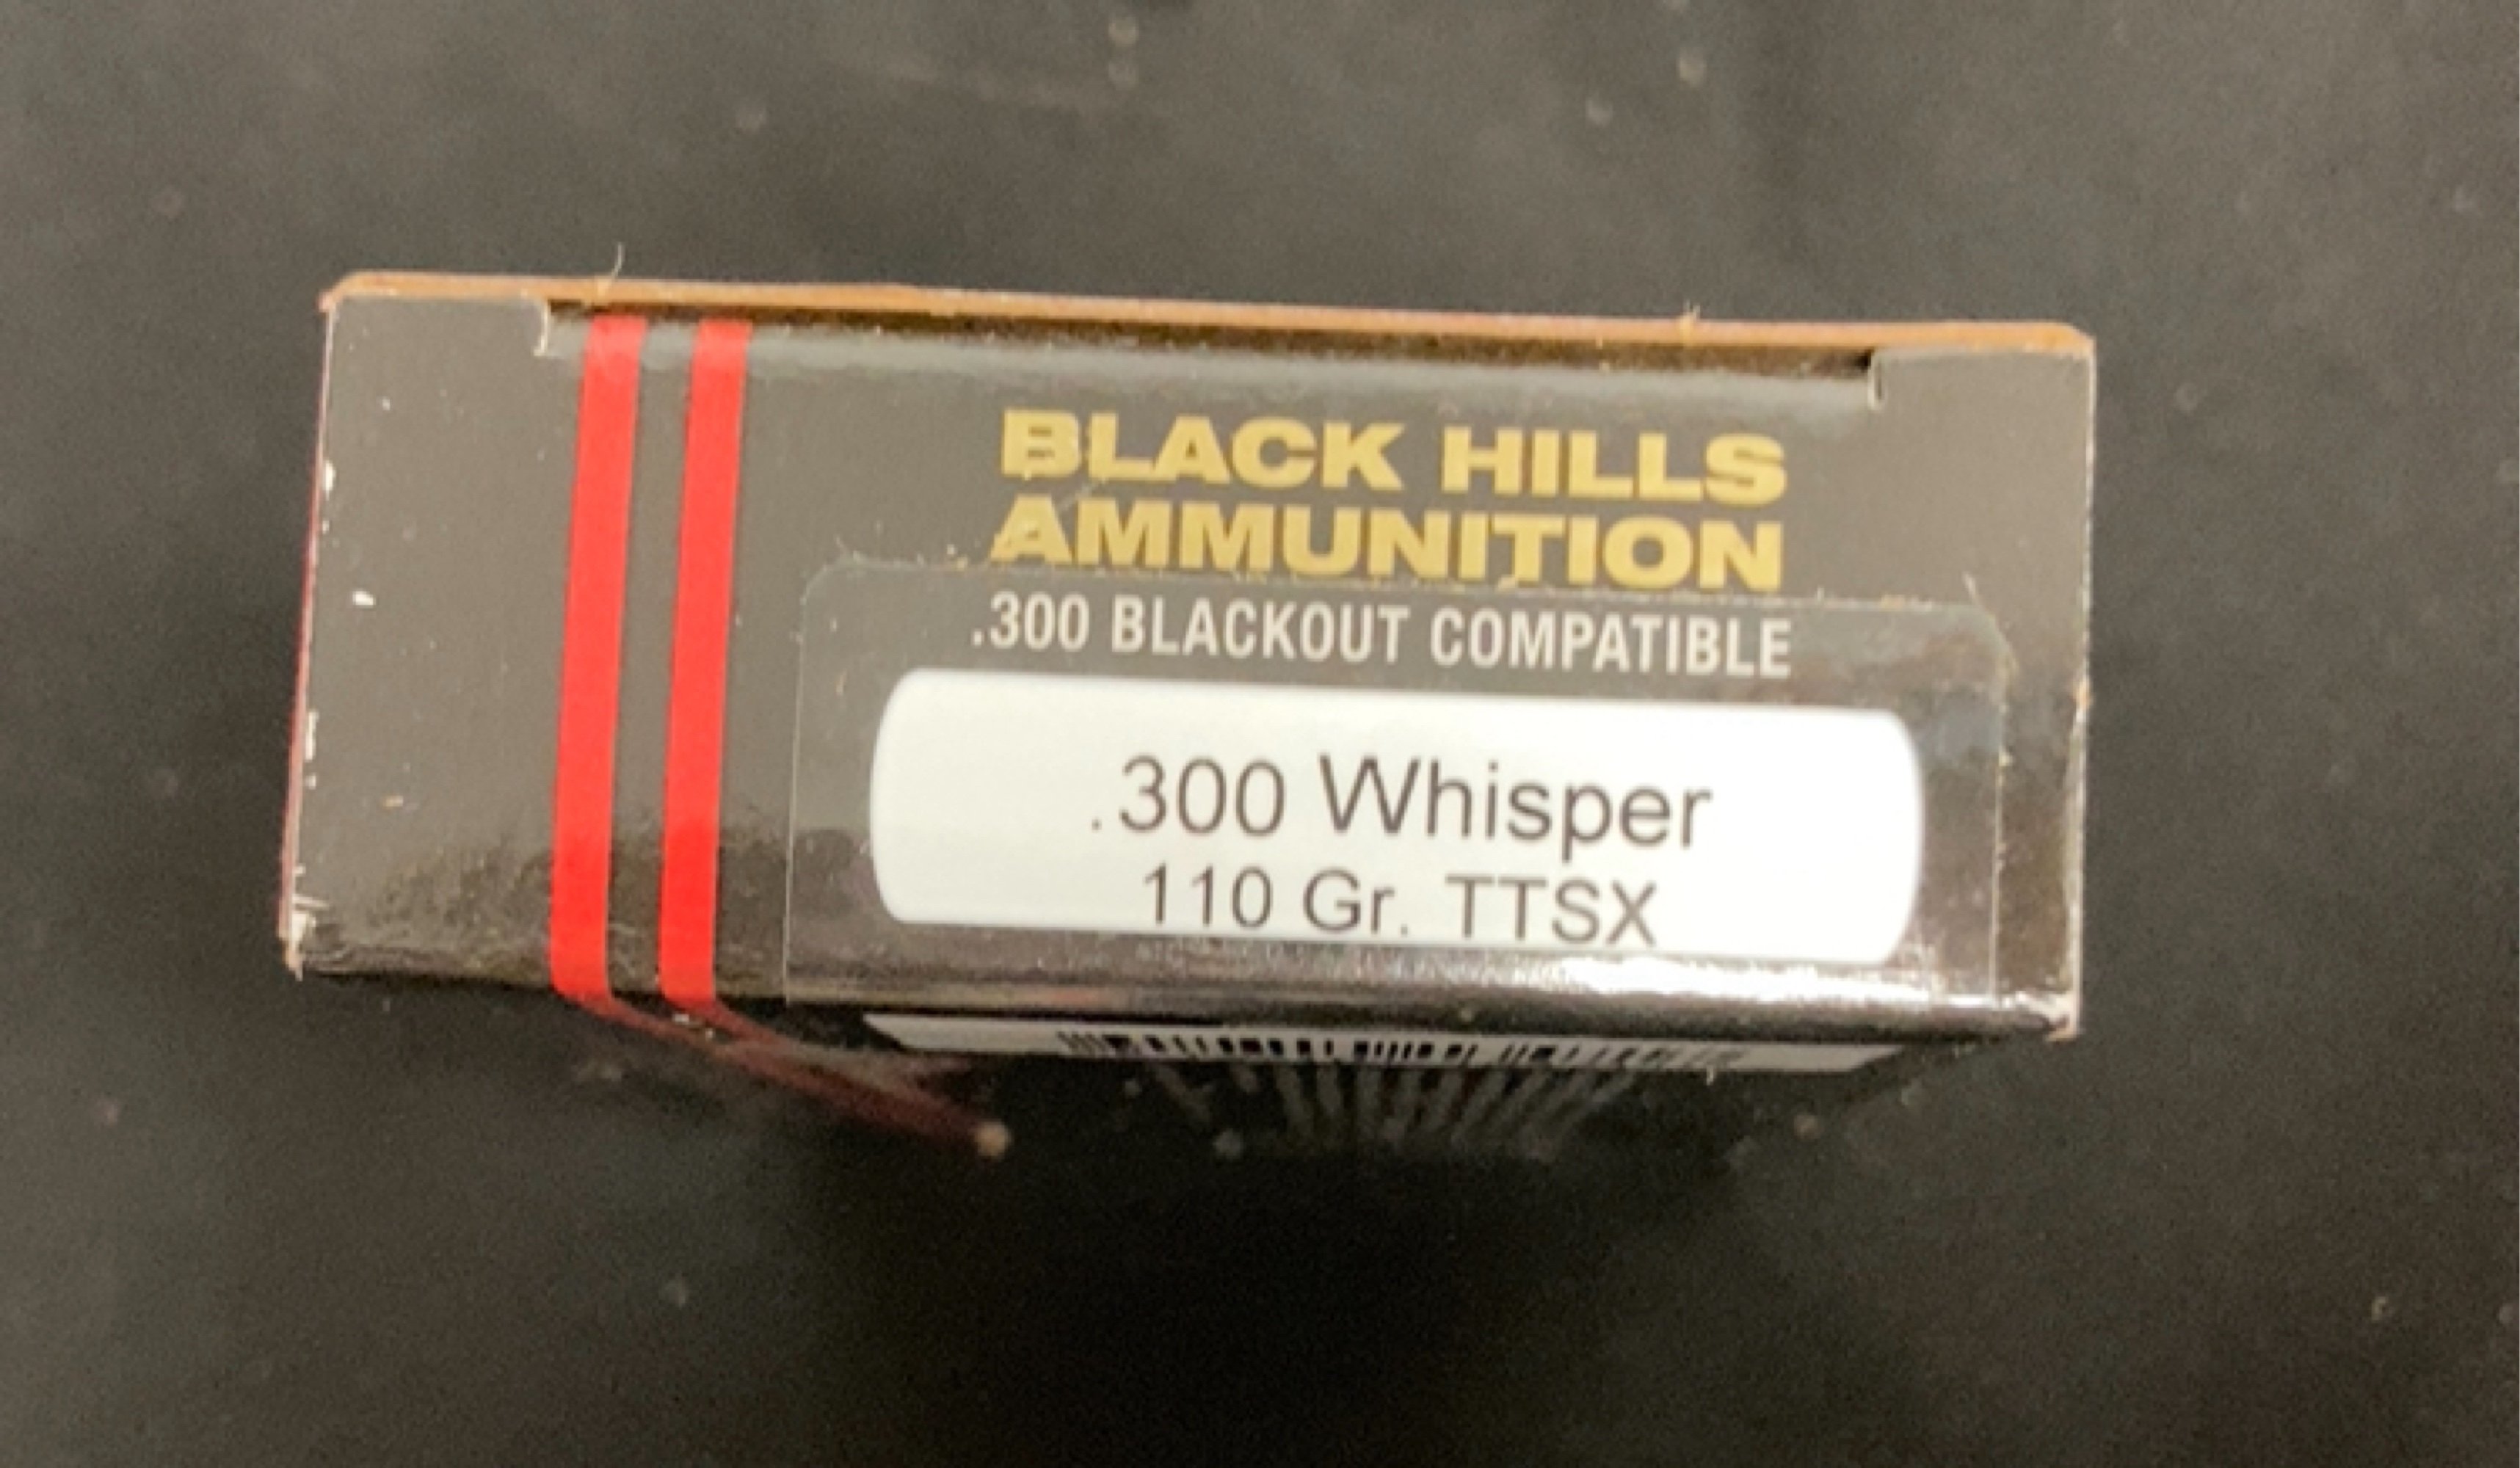 BLACK HILLS
AMMUNITION
.300 BLACKOUT COMPATIBLE
.300 Whisper
110 Gr. TTSX